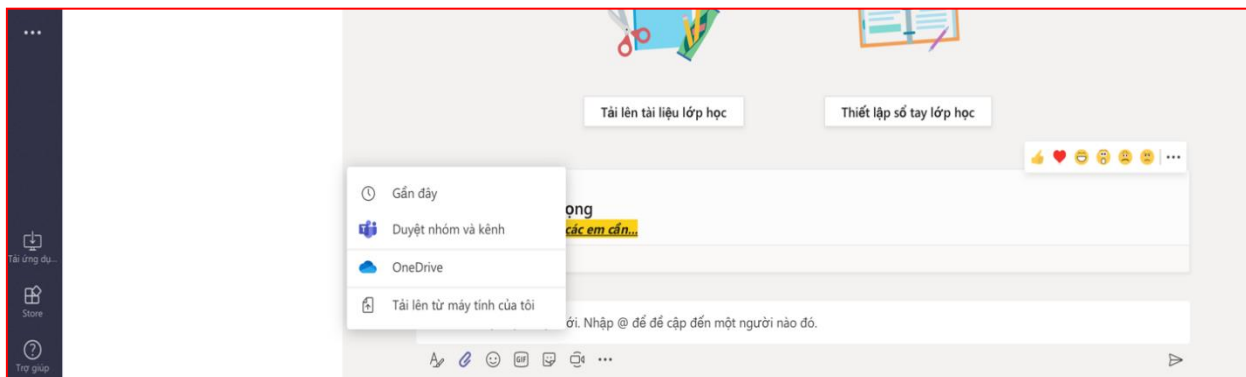 Tải lên tài liệu lớp học
Thiết lập sổ tay lớp học
Gần đây
ọng
Duyệt nhóm và kênh
các em cần...
OneDrive
Tải lên từ máy tính của tôi
ới. Nhập @ để đề cập đến một người nào đó.
GIF
Tải ứng dụ...
Store
Trợ giúp